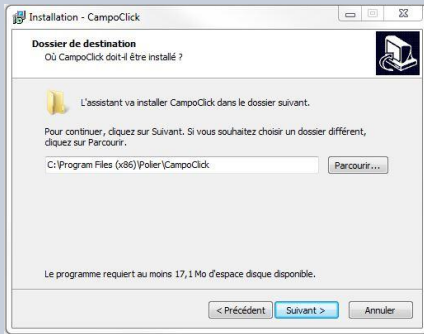 Installation - CampoClick
Dossier de destination
Où CampoClick doit-il être installé ?
L'assistant va installer CampoClick dans le dossier suivant.
Pour continuer, cliquez sur Suivant. Si vous souhaitez choisir un dossier différent,
cliquez sur Parcourir.
C:\Program Files (x86)\Polier\CampoClick
Parcourir...
Le programme requiert au moins 17,1 Mo d'espace disque disponible.
< Précédent
Suivant >
Annuler